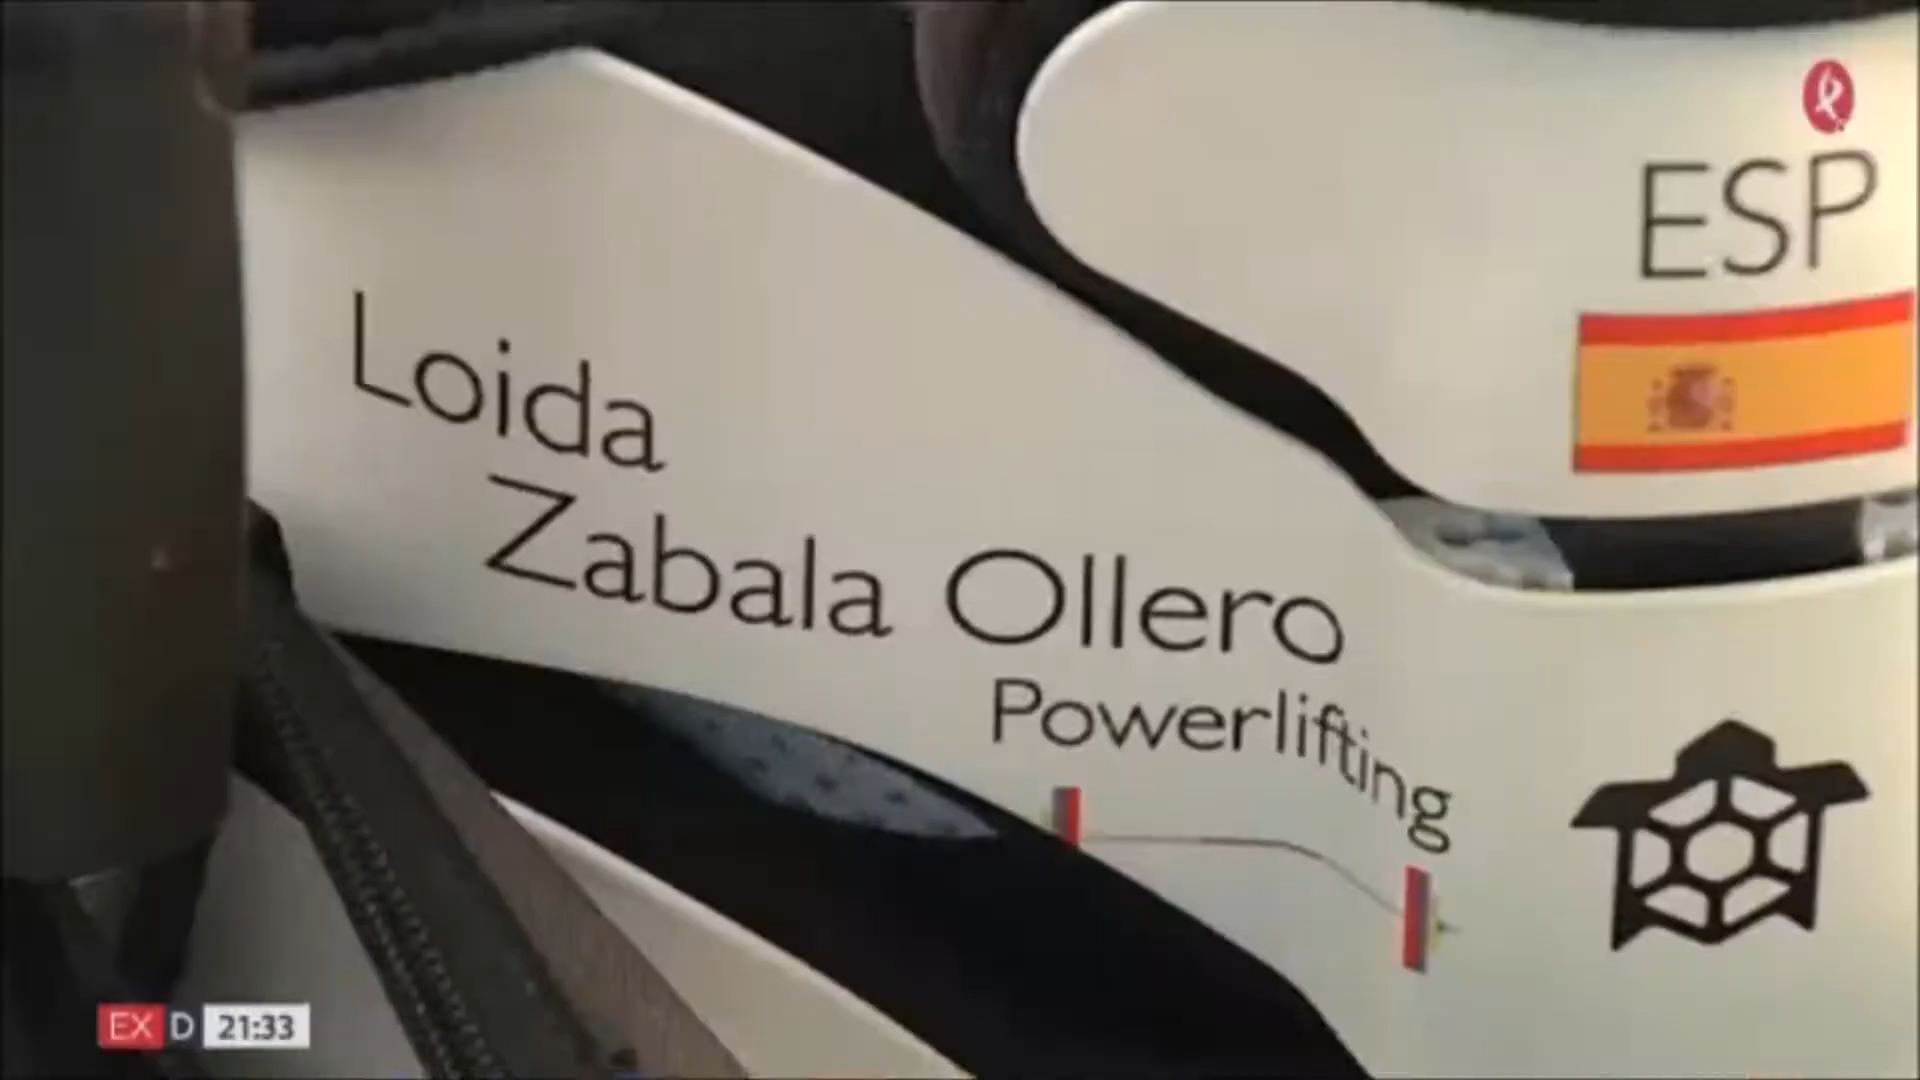 ESP
Loida
Zabala Ollero
Powerlifting
EX D 21:33